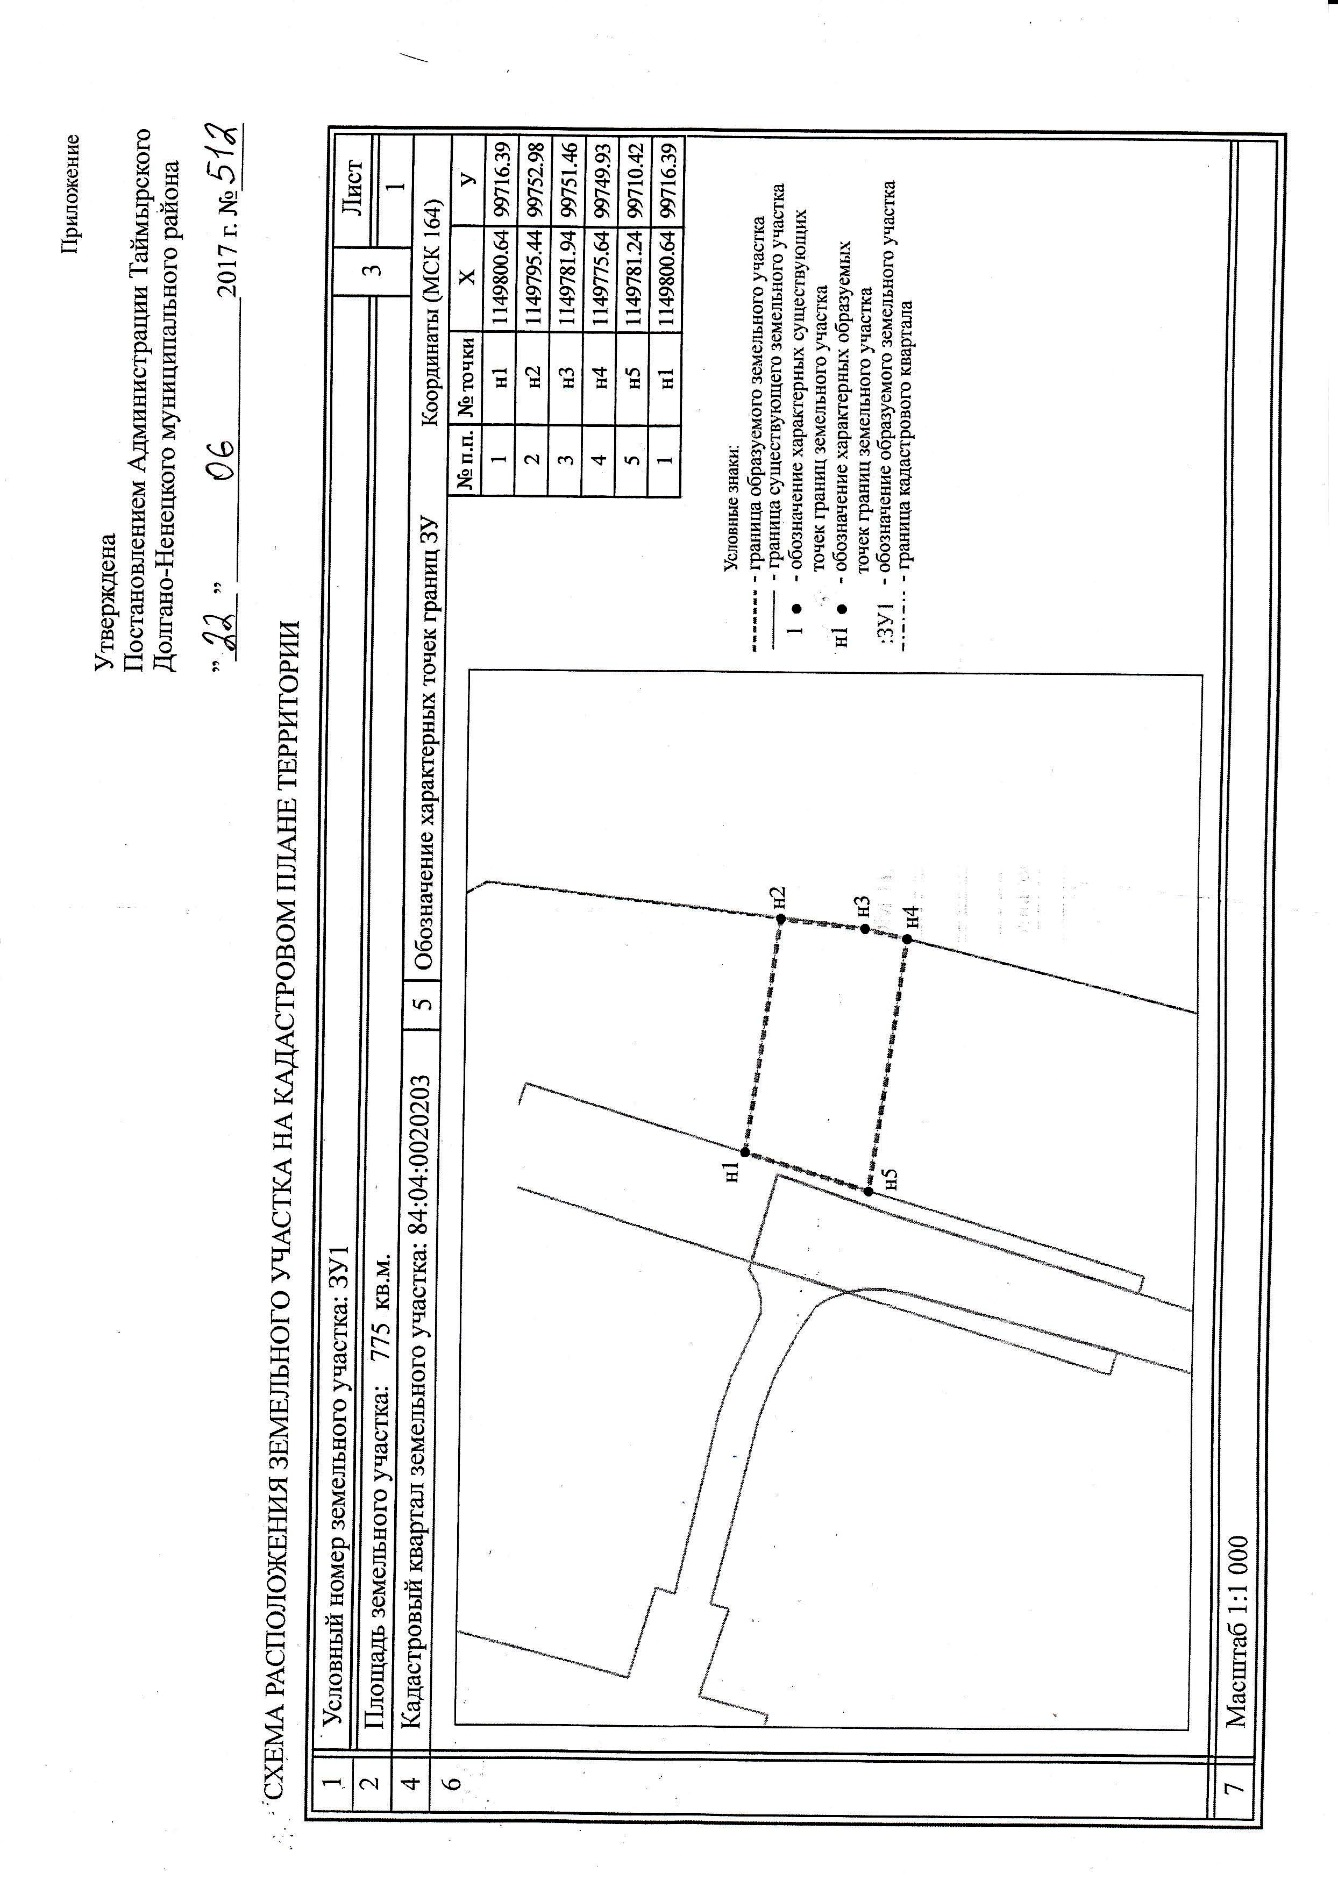 Приложение
Утверждена
Постановлением Администрации Таймырского
Долгано-Ненецкого муниципального района
" 22 " 06 2017 г. № 512
СХЕМА РАСПОЛОЖЕНИЯ ЗЕМЕЛЬНОГО УЧАСТКА НА КАДАСТРОВОМ ПЛАНЕ ТЕРРИТОРИИ
1 Условный номер земельного участка: ЗУ1 Лист
2 Площадь земельного участка: 775 кв.м. 3 1
4 Кадастровый квартал земельного участка: 84:04:0020203 5 Обозначение характерных точек границ ЗУ Координаты (МСК 164)
6
№ п.п. № точки Х У
1 н1 1149800.64 99716.39
2 н2 1149795.44 99752.98
3 н3 1149781.94 99751.46
4 н4 1149775.64 99749.93
5 н5 1149781.24 99710.42
1 н1 1149800.64 99716.39
н1
н2
н3
н4
н5
Условные знаки:
- граница образуемого земельного участка
- граница существующего земельного участка
1 ● - обозначение характерных существующих
точек границ земельного участка
н1 ● - обозначение характерных образуемых
точек границ земельного участка
:ЗУ1 - обозначение образуемого земельного участка
- граница кадастрового квартала
7 Масштаб 1:1 000